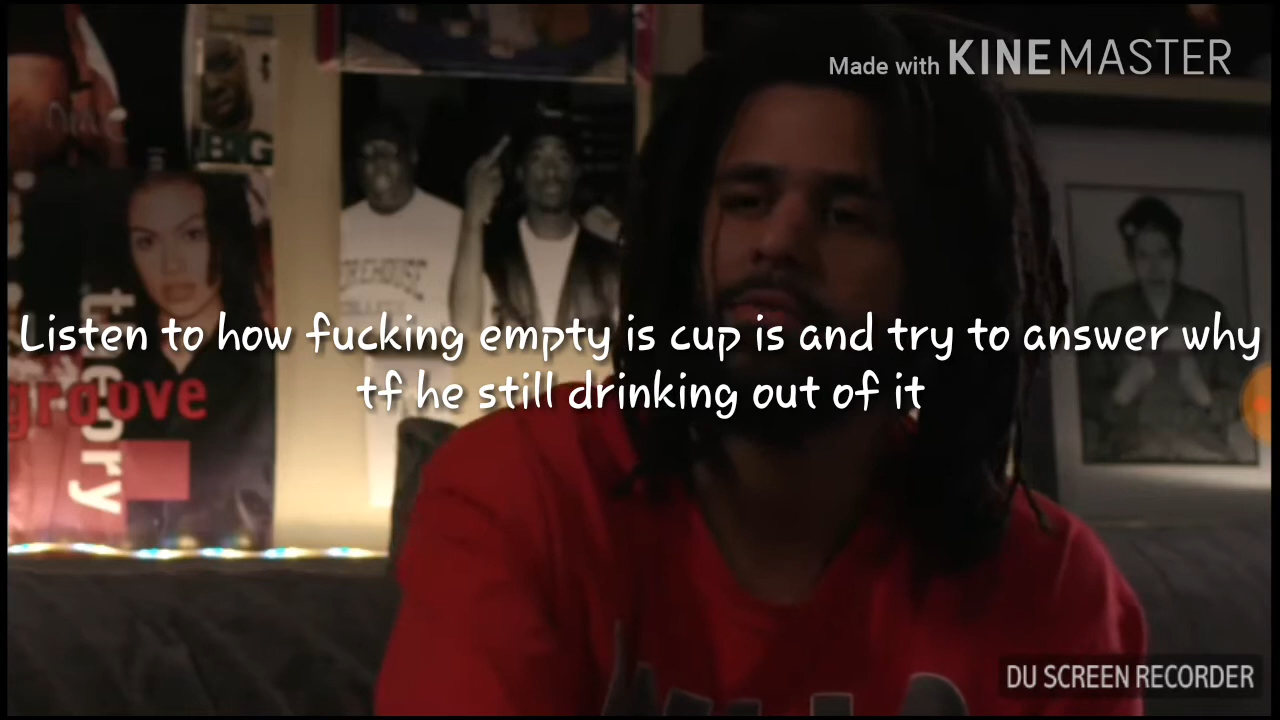 Made with KINEMASTER
BIG
groove
theory
Listen to how fucking empty is cup is and try to answer why
tf he still drinking out of it
DU SCREEN RECORDER